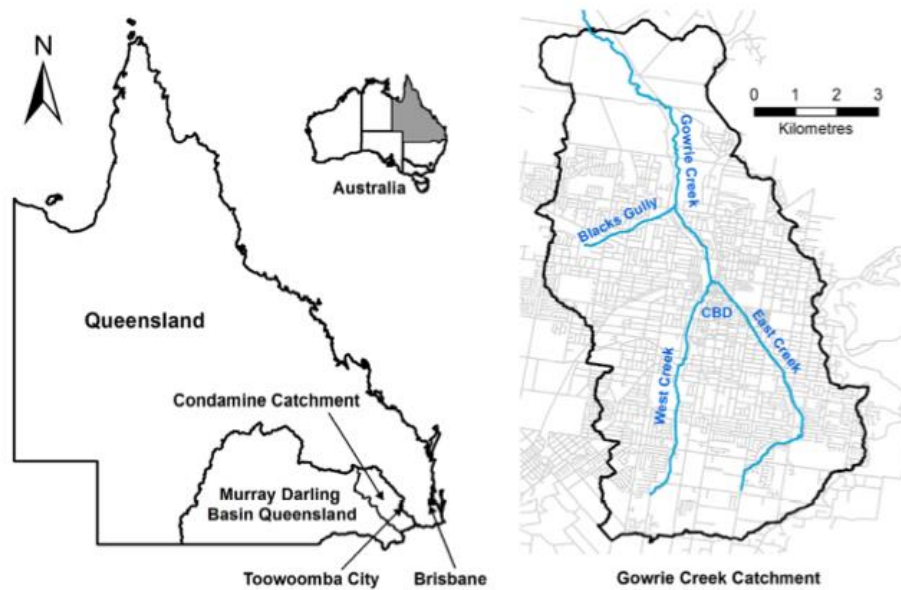 N
Australia
Queensland
Condamine Catchment
Murray Darling
Basin Queensland
Toowoomba City
Brisbane
0 1 2 3
Kilometres
Gowrie Creek
Blacks Gully
CBD
East Creek
West Creek
Gowrie Creek Catchment